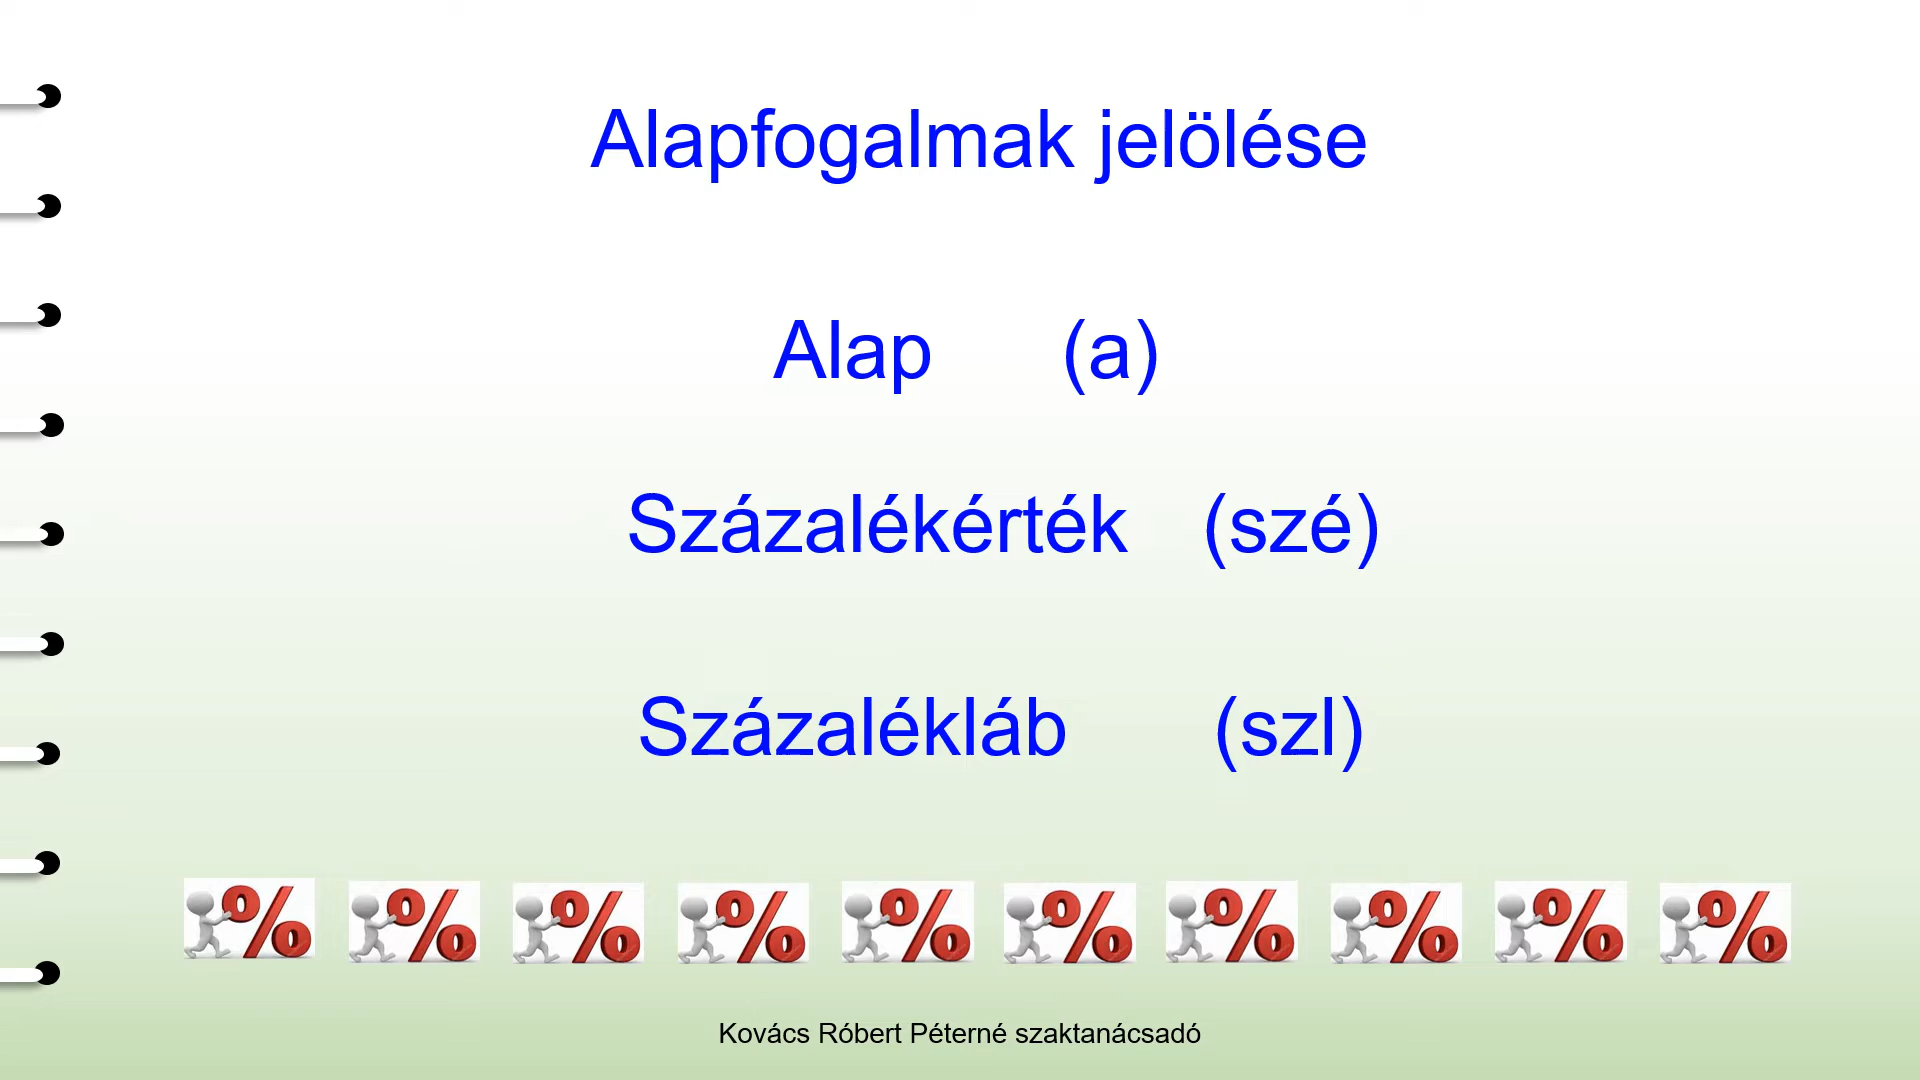 Alapfogalmak jelölése
Alap (a)
Százalékérték (szé)
Százalékláb (szl)
% % % % % % % % % %
Kovács Róbert Péterné szaktanácsadó